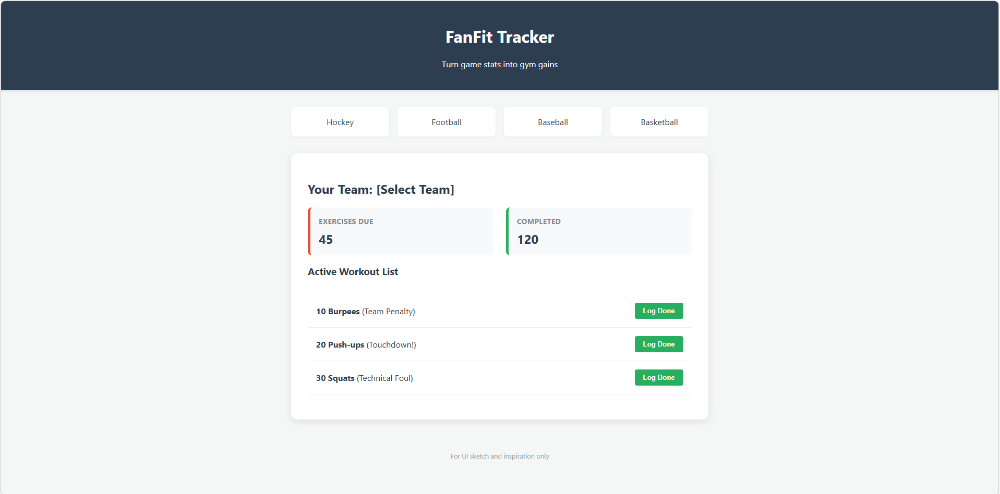 FanFit Tracker
Turn game stats into gym gains
Hockey
Football
Baseball
Basketball
Your Team: [Select Team]
EXERCISES DUE
45
COMPLETED
120
Active Workout List
10 Burpees (Team Penalty)
Log Done
20 Push-ups (Touchdown!)
Log Done
30 Squats (Technical Foul)
Log Done
For UI sketch and inspiration only